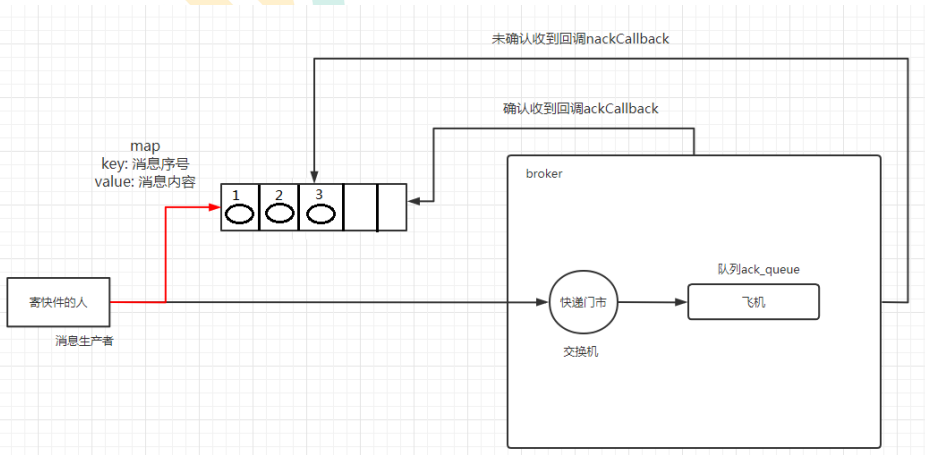 未确认收到回调nackCallback
确认收到回调ackCallback
map
key: 消息序号
value: 消息内容
broker
1
2
3
队列ack_queue
寄快件的人
快递门市
飞机
消息生产者
交换机